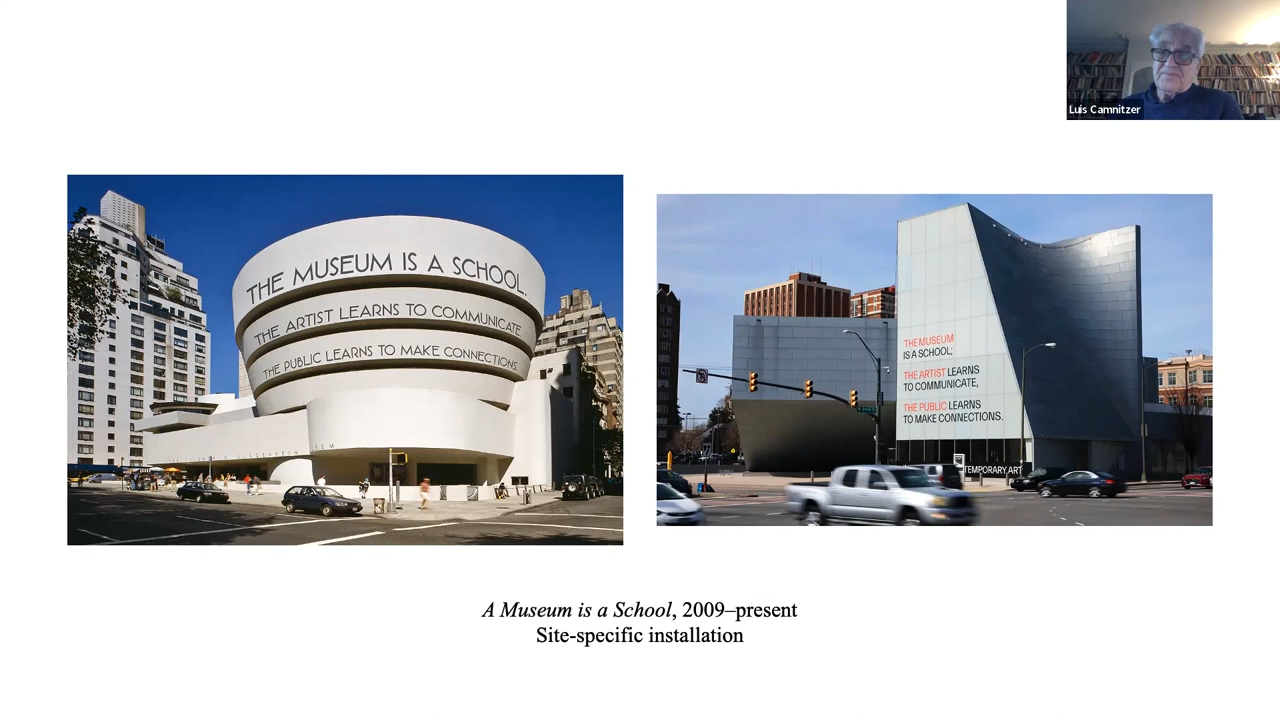 Luis Camnitzer
THE MUSEUM IS A SCHOOL.
THE ARTIST LEARNS TO COMMUNICATE
THE PUBLIC LEARNS TO MAKE CONNECTIONS
THE MUSEUM
IS A SCHOOL;
THE ARTIST LEARNS
TO COMMUNICATE,
THE PUBLIC LEARNS
TO MAKE CONNECTIONS.
TEMPORARY ART
A Museum is a School, 2009–present
Site-specific installation